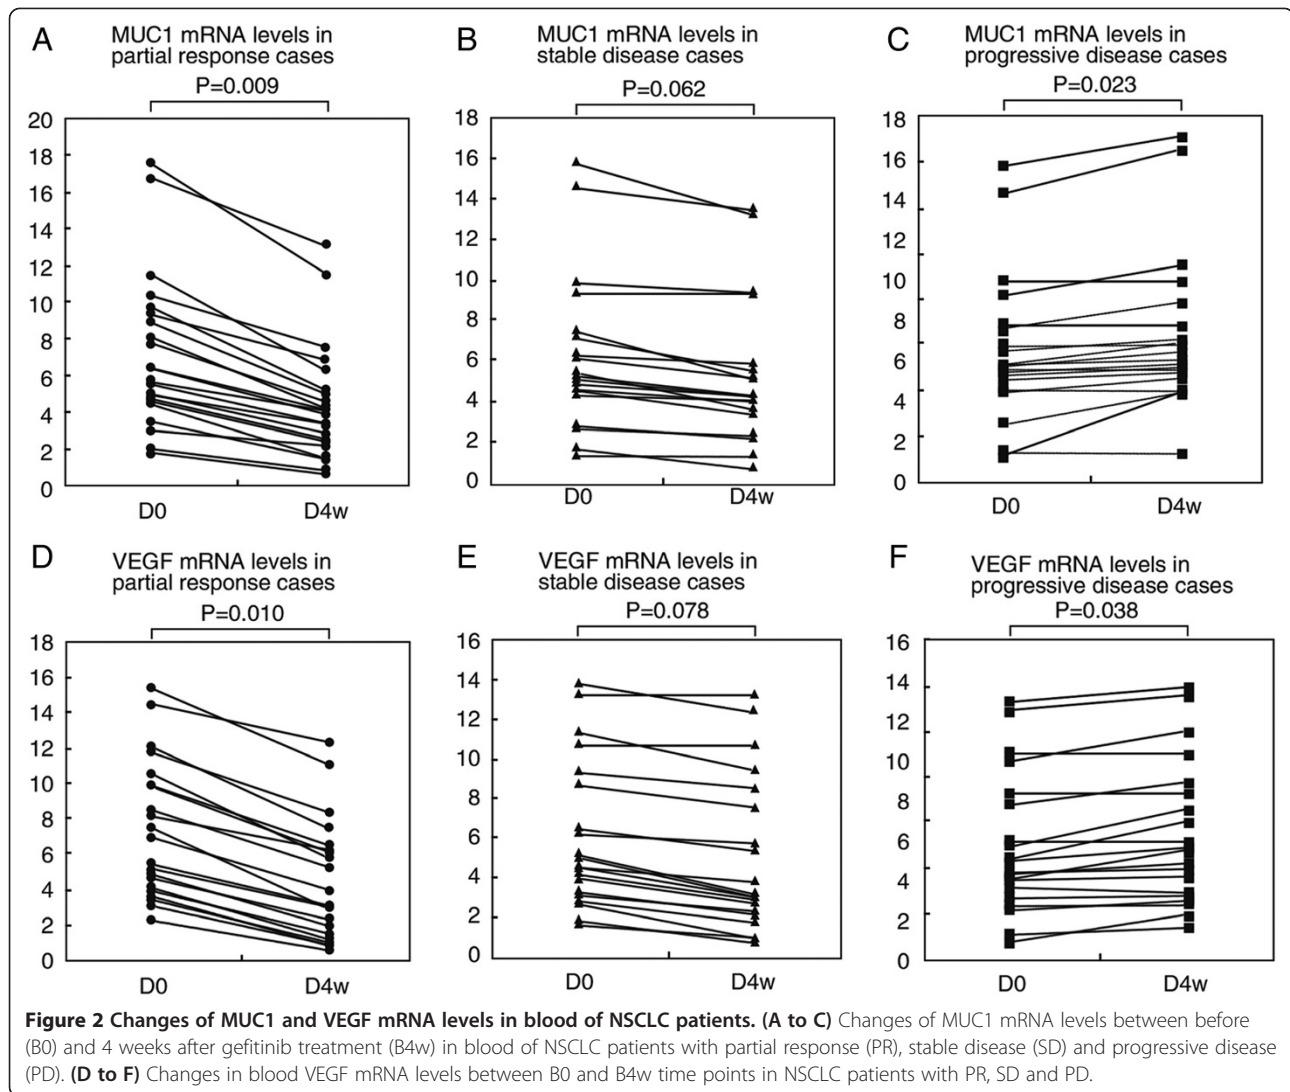 A
MUC1 mRNA levels in
partial response cases
P=0.009
20
18
16
14
12
10
8
6
4
2
0
D0 D4w
B
MUC1 mRNA levels in
stable disease cases
P=0.062
18
16
14
12
10
8
6
4
2
0
D0 D4w
C
MUC1 mRNA levels in
progressive disease cases
P=0.023
18
16
14
10
8
6
4
2
0
D0 D4w
D
VEGF mRNA levels in
partial response cases
P=0.010
18
16
14
12
10
8
6
4
2
0
D0 D4w
E
VEGF mRNA levels in
stable disease cases
P=0.078
16
14
12
10
8
6
4
2
0
D0 D4w
F
VEGF mRNA levels in
progressive disease cases
P=0.038
16
14
12
10
8
6
4
2
0
D0 D4w
Figure 2 Changes of MUC1 and VEGF mRNA levels in blood of NSCLC patients. (A to C) Changes of MUC1 mRNA levels between before
(B0) and 4 weeks after gefitinib treatment (B4w) in blood of NSCLC patients with partial response (PR), stable disease (SD) and progressive disease
(PD). (D to F) Changes in blood VEGF mRNA levels between B0 and B4w time points in NSCLC patients with PR, SD and PD.